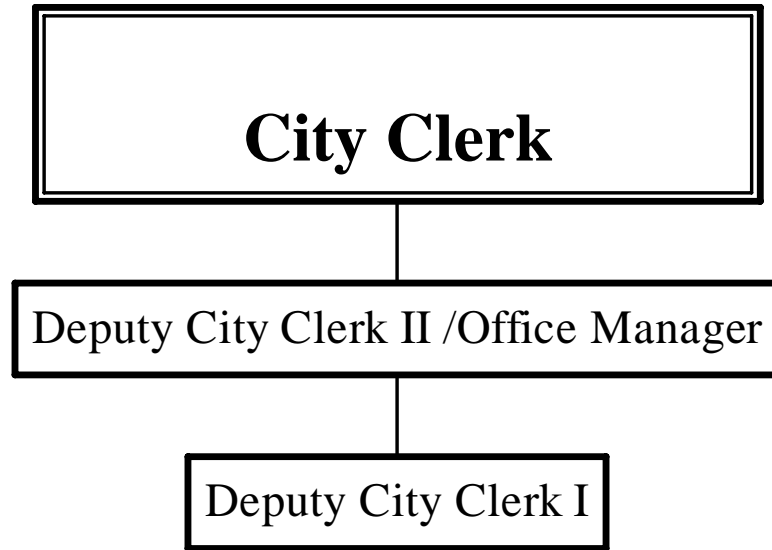 City Clerk
Deputy City Clerk II /Office Manager
Deputy City Clerk I